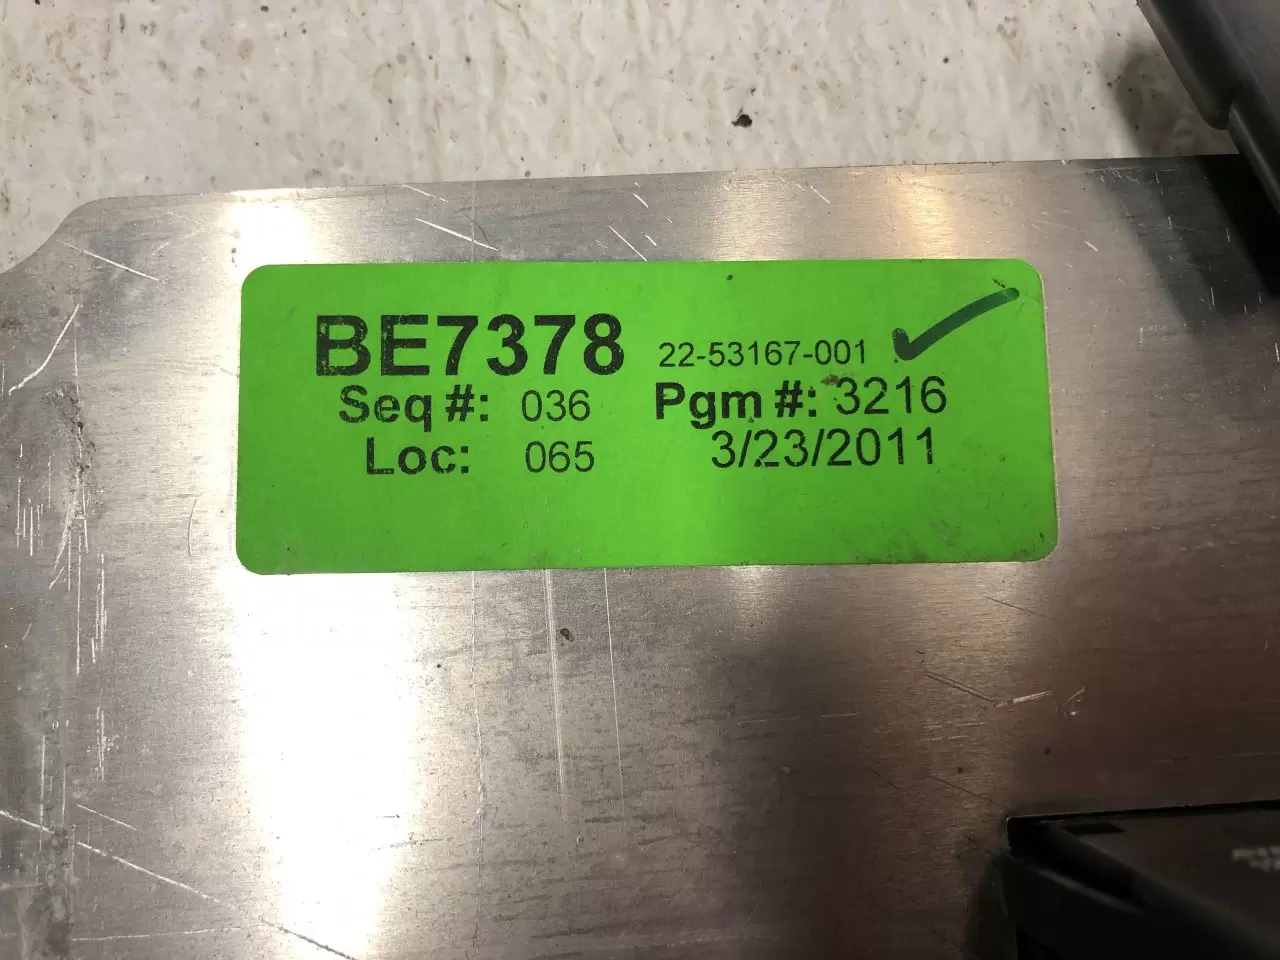 BE7378 22-53167-001
Seq #: 036 Pgm #: 3216
Loc: 065 3/23/2011